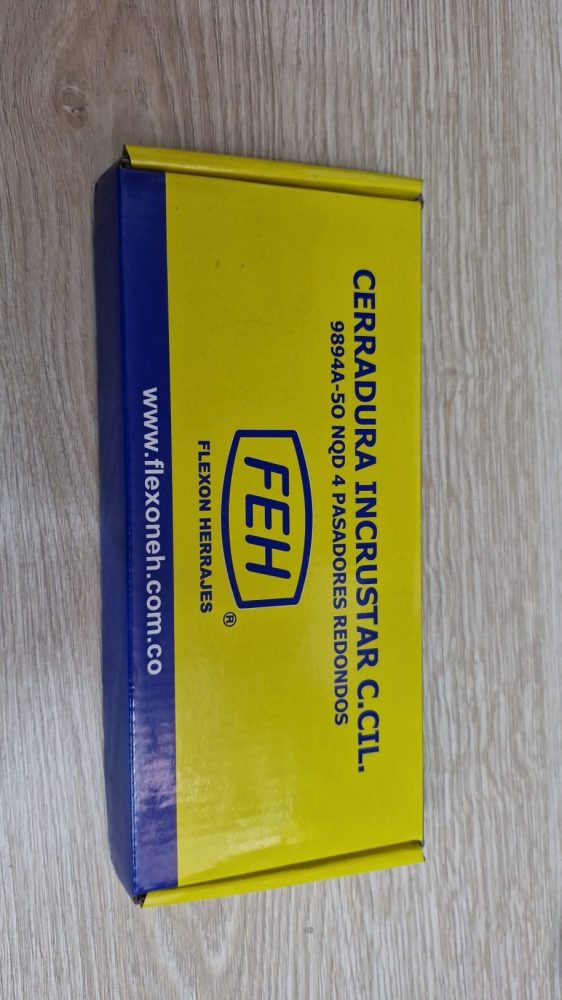 CERRADURA INCRUSTAR C.CIL.
9894A-50 NQD 4 PASADORES REDONDOS
FEH
®
FLEXON HERRAJES
www.flexoneh.com.co